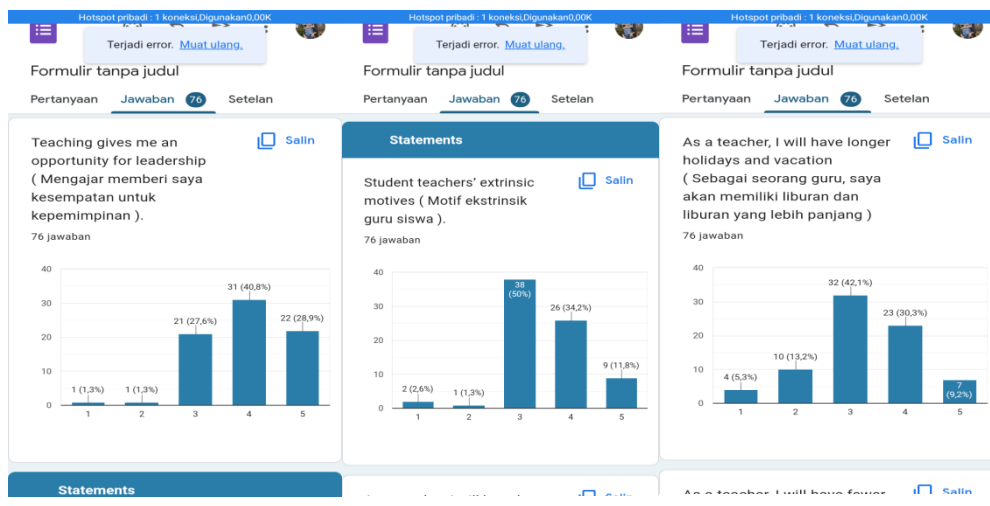 Hotspot pribadi : 1 koneksi,Digunakan0,00K
Terjadi error. Muat ulang.
Formulir tanpa judul
Pertanyaan Jawaban 76 Setelan
Teaching gives me an
opportunity for leadership
( Mengajar memberi saya
kesempatan untuk
kepemimpinan ).
Salin
76 jawaban
40
30
20
10
0
1 (1,3%)
1 (1,3%)
21 (27,6%)
31 (40,8%)
22 (28,9%)
1 2 3 4 5
Statements
Hotspot pribadi : 1 koneksi,Digunakan0,00K
Terjadi error. Muat ulang.
Formulir tanpa judul
Pertanyaan Jawaban 76 Setelan
Statements
Student teachers' extrinsic
motives ( Motif ekstrinsik
guru siswa ).
Salin
76 jawaban
40
30
20
10
0
2 (2,6%)
1 (1,3%)
38
(50%)
26 (34,2%)
9 (11,8%)
1 2 3 4 5
Hotspot pribadi : 1 koneksi,Digunakan0,00K
Terjadi error. Muat ulang.
Formulir tanpa judul
Pertanyaan Jawaban 76 Setelan
As a teacher, I will have longer
holidays and vacation
( Sebagai seorang guru, saya
akan memiliki liburan dan
liburan yang lebih panjang )
Salin
76 jawaban
40
30
20
10
0
4 (5,3%)
10 (13,2%)
32 (42,1%)
23 (30,3%)
7
(9,2%)
1 2 3 4 5
As a teacher, I will have fewer
Salin